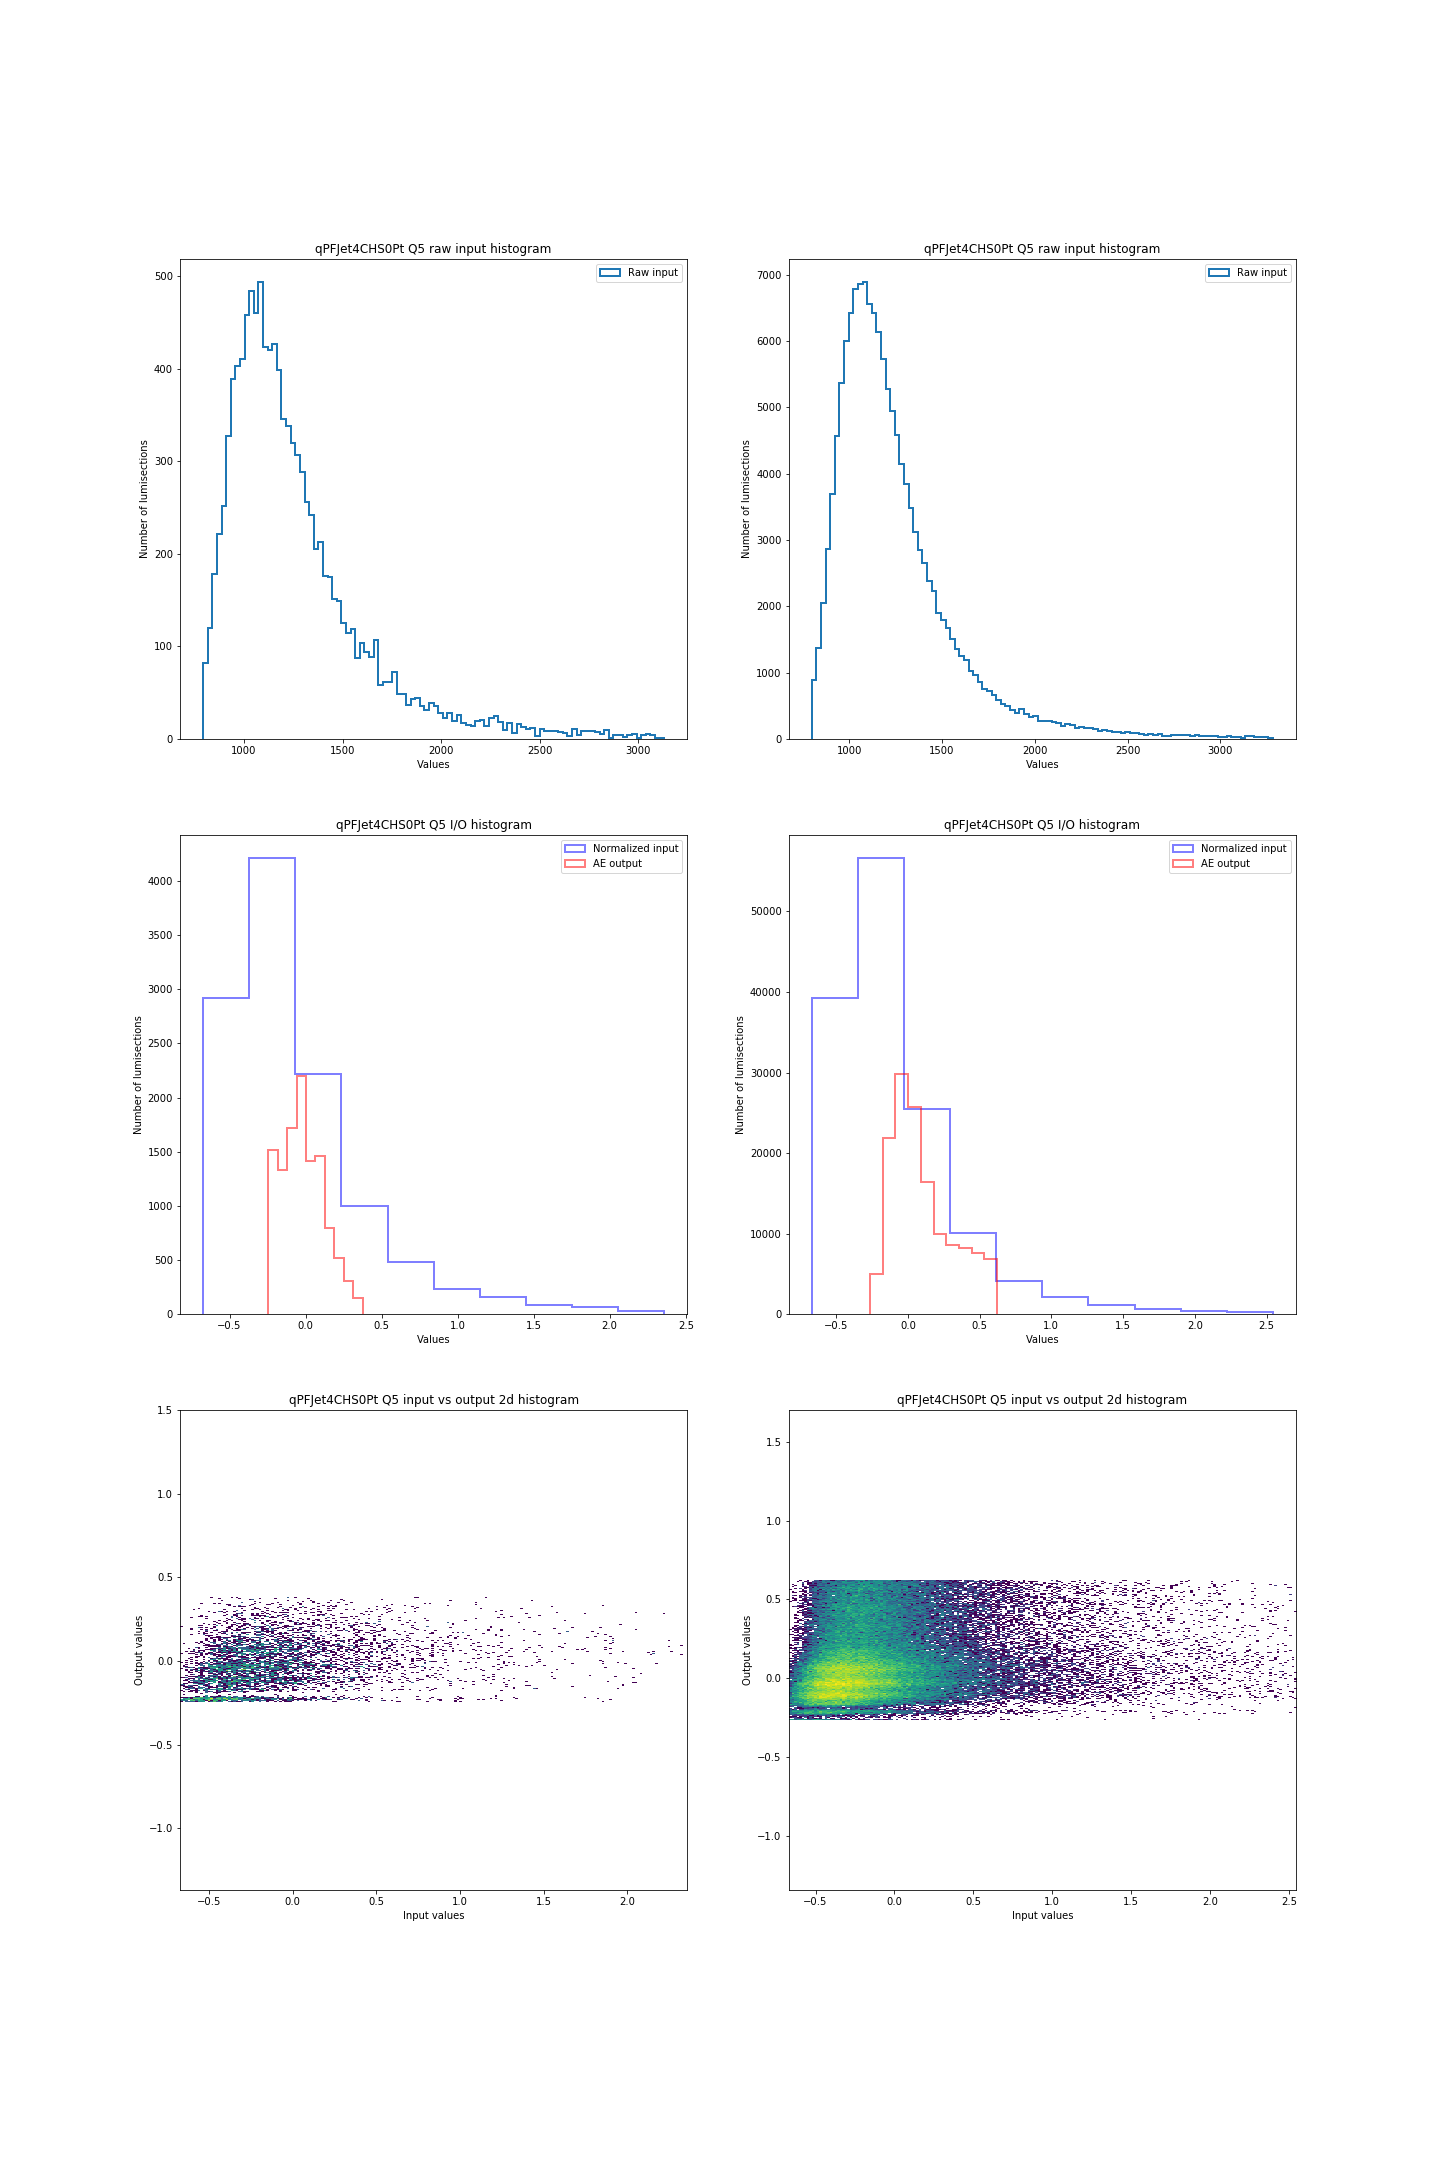 qPFJet4CHS0Pt Q5 raw input histogram
Raw input
500
400
300
200
100
0
Number of lumisections
1000 1500 2000 2500 3000
Values
qPFJet4CHS0Pt Q5 raw input histogram
Raw input
7000
6000
5000
4000
3000
2000
1000
0
Number of lumisections
1000 1500 2000 2500 3000
Values
qPFJet4CHS0Pt Q5 I/O histogram
Normalized input
AE output
4000
3500
3000
2500
2000
1500
1000
500
0
Number of lumisections
−0.5 0.0 0.5 1.0 1.5 2.0 2.5
Values
qPFJet4CHS0Pt Q5 I/O histogram
Normalized input
AE output
50000
40000
30000
20000
10000
0
Number of lumisections
−0.5 0.0 0.5 1.0 1.5 2.0 2.5
Values
qPFJet4CHS0Pt Q5 input vs output 2d histogram
1.5
1.0
0.5
0.0
−0.5
−1.0
Output values
−0.5 0.0 0.5 1.0 1.5 2.0
Input values
qPFJet4CHS0Pt Q5 input vs output 2d histogram
1.5
1.0
0.5
0.0
−0.5
−1.0
Output values
−0.5 0.0 0.5 1.0 1.5 2.0 2.5
Input values